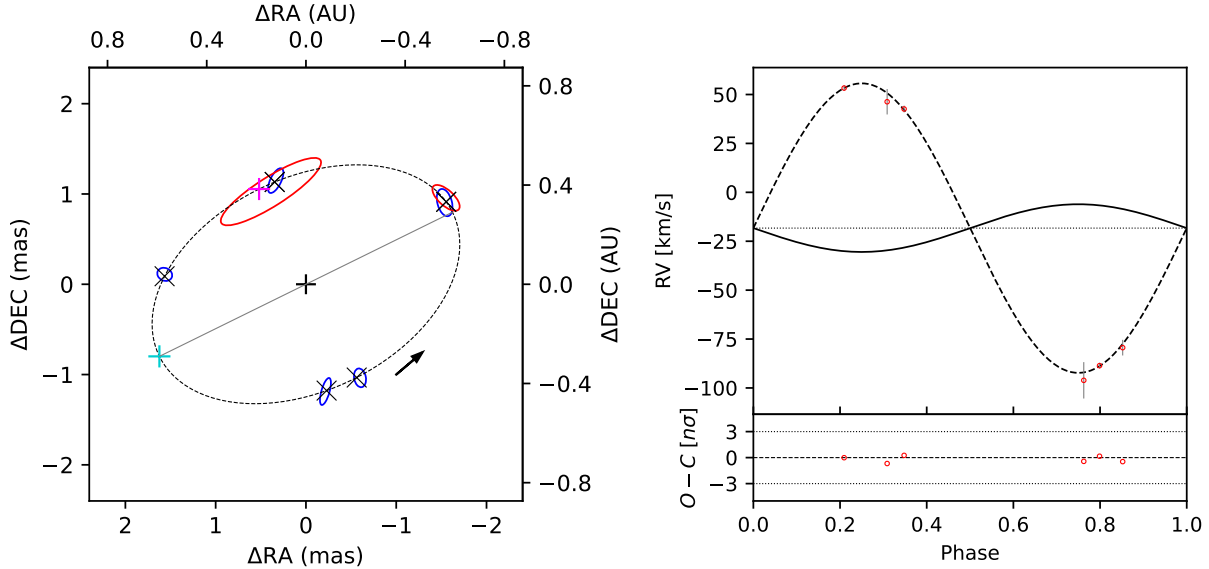 ΔRA (AU)
0.8 0.4 0.0 −0.4 −0.8
ΔDEC (mas)
2
1
0
−1
−2
0.8
0.4
0.0
−0.4
−0.8
ΔDEC (AU)
2 1 0 −1 −2
ΔRA (mas)
RV [km/s]
50
25
0
−25
−50
−75
−100
O − C [nσ]
3
0
−3
0.0 0.2 0.4 0.6 0.8 1.0
Phase